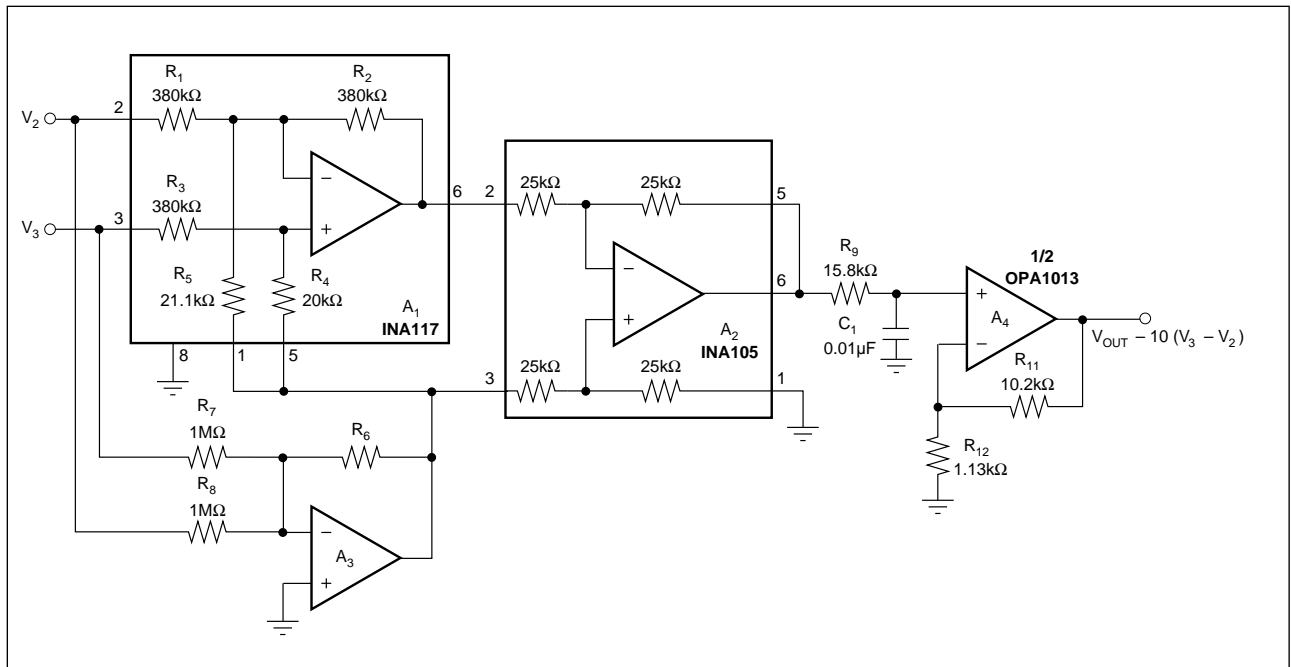 R1
380kΩ
R2
380kΩ
V2
2
R3
380kΩ
3
V3
6
R5
21.1kΩ
R4
20kΩ
A1
INA117
8
1
5
2
25kΩ
25kΩ
5
6
A2
INA105
3
25kΩ
25kΩ
1
R9
15.8kΩ
C1
0.01µF
1/2
OPA1013
A4
VOUT – 10 (V3 – V2)
R11
10.2kΩ
R12
1.13kΩ
R7
1MΩ
R6
R8
1MΩ
A3